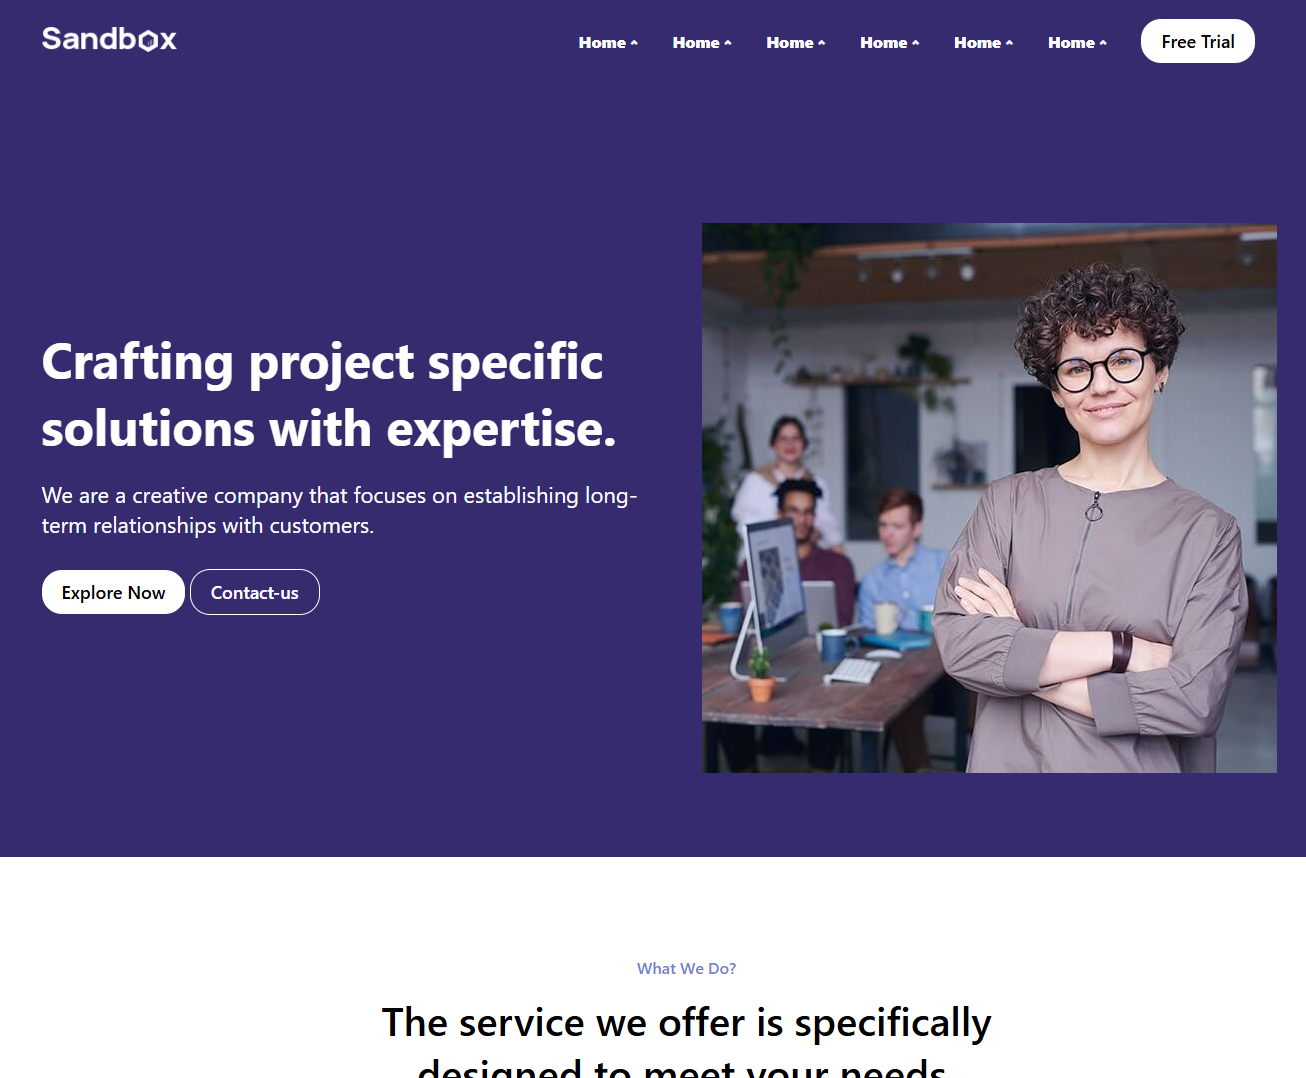 Sandbox
Home Home Home Home Home Home Free Trial
Crafting project specific
solutions with expertise.
We are a creative company that focuses on establishing long-
term relationships with customers.
Explore Now Contact-us
What We Do?
The service we offer is specifically
designed to meet your needs